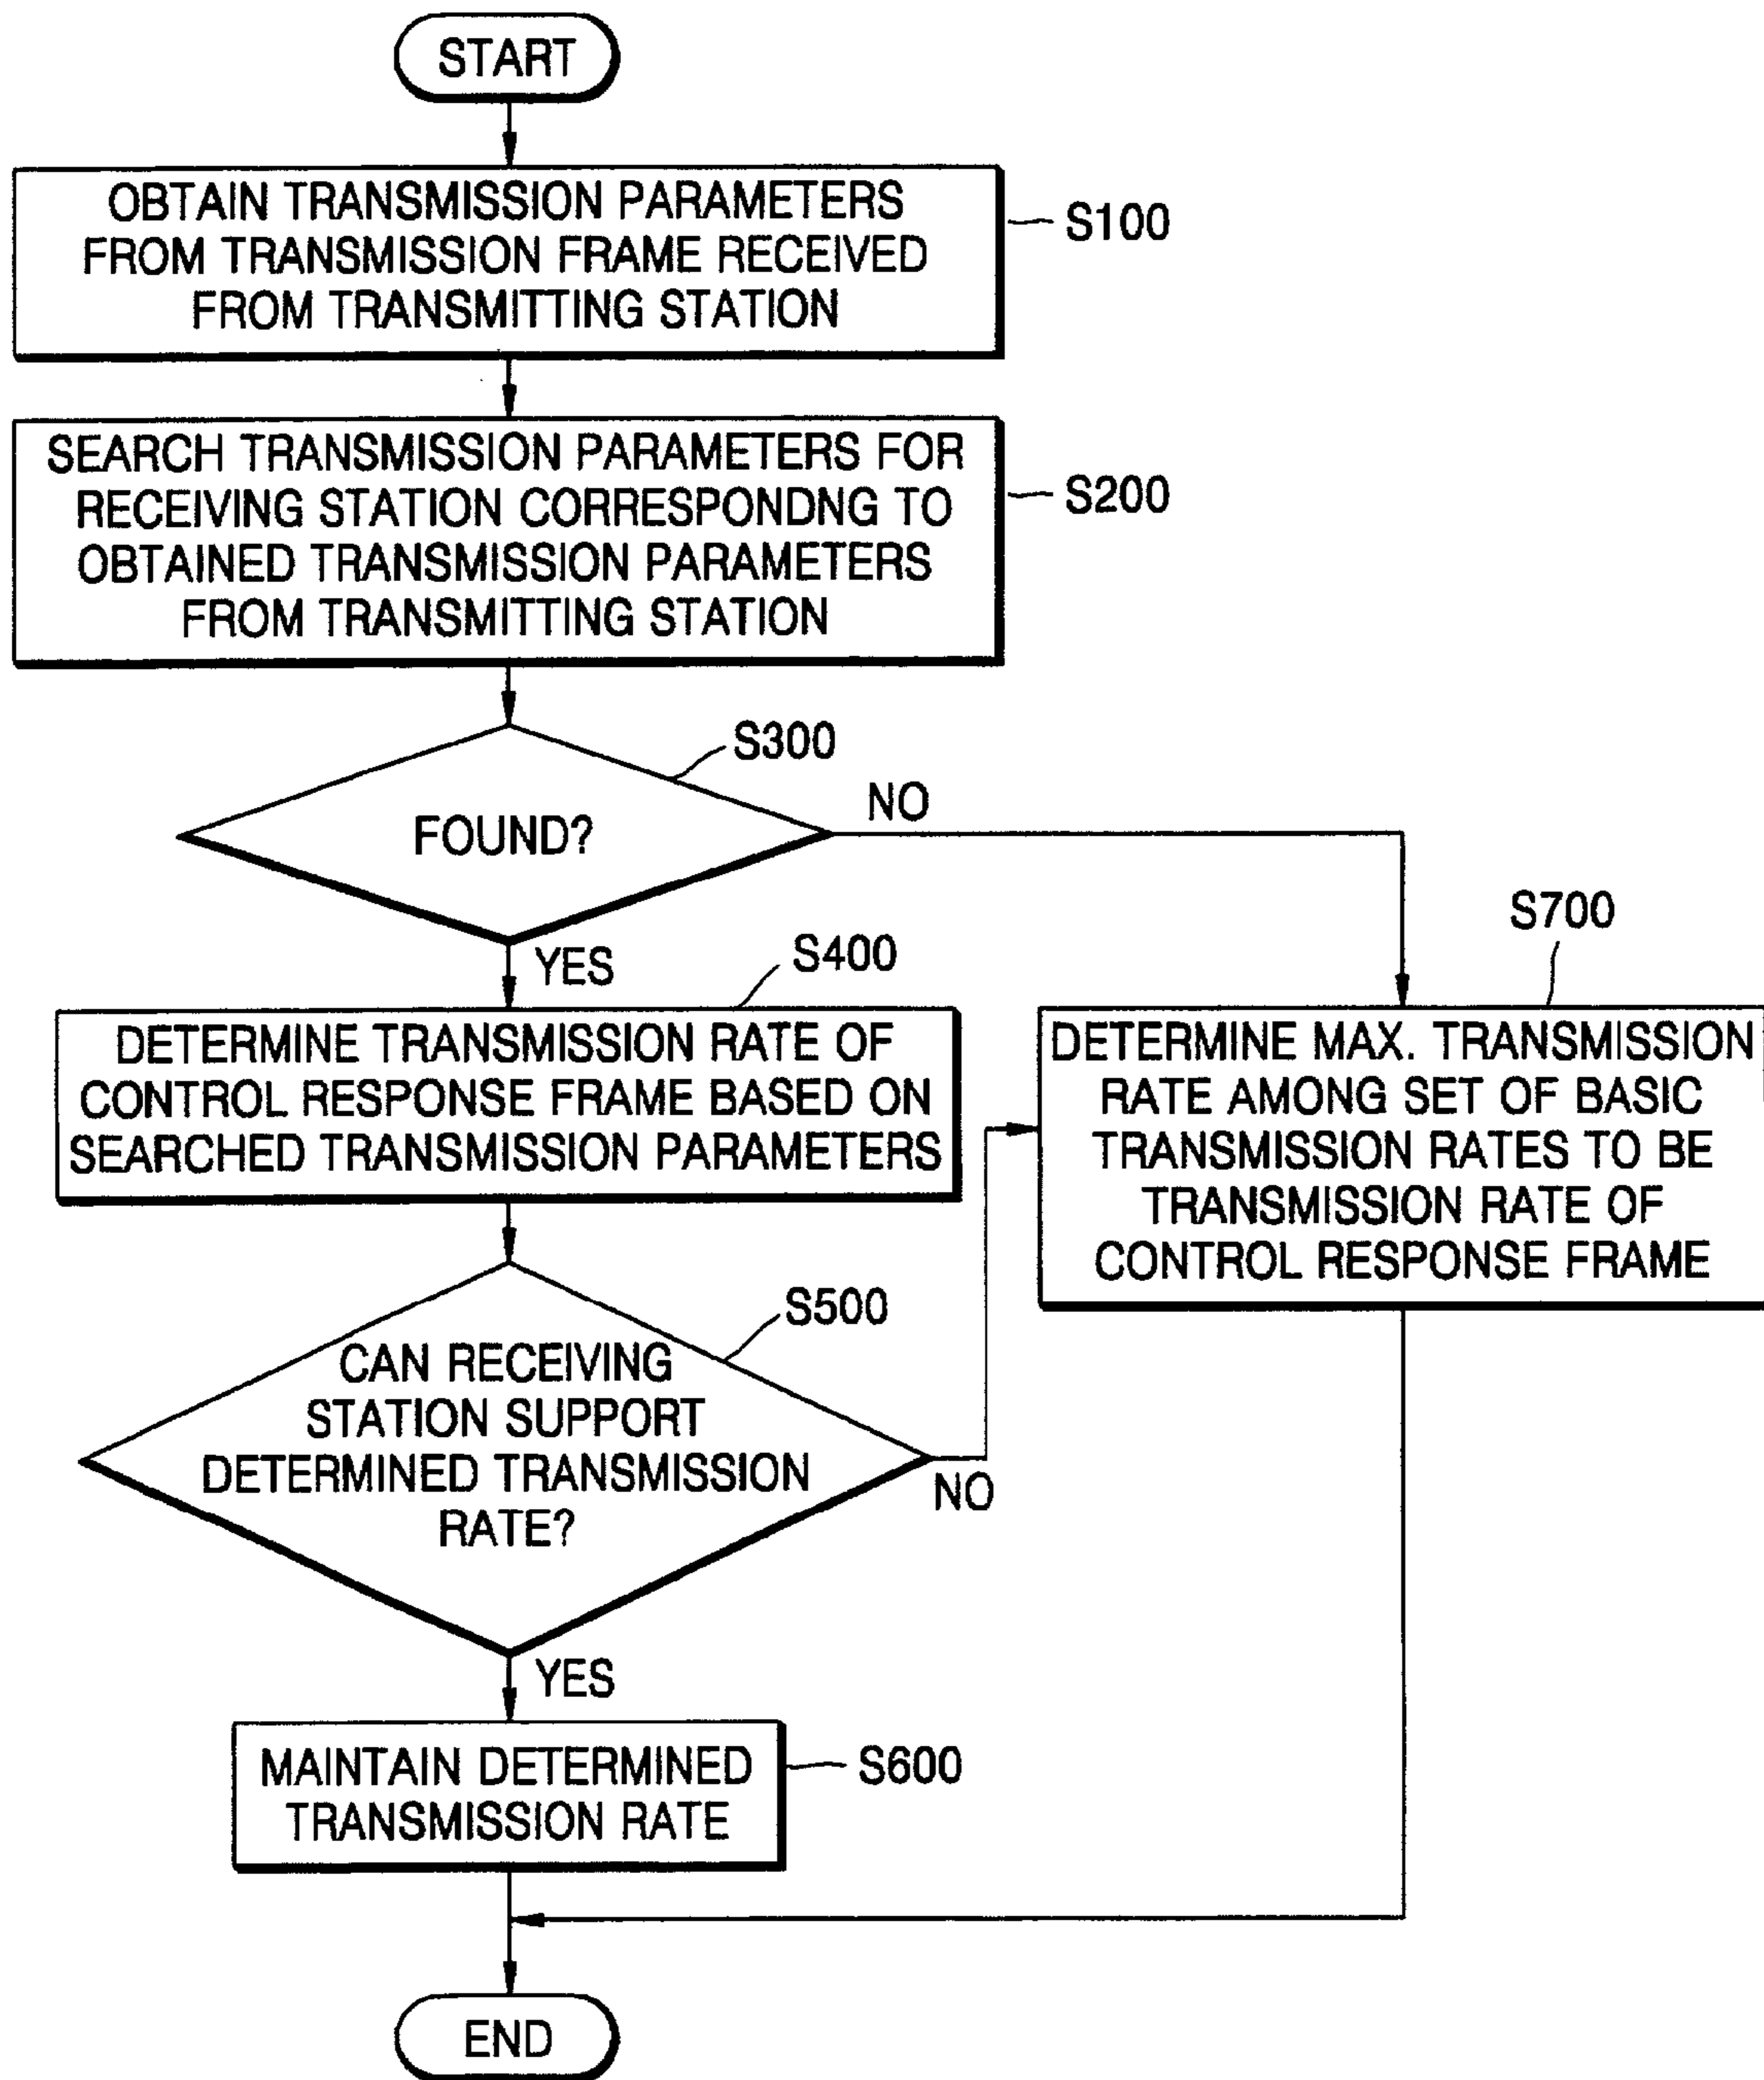 START
OBTAIN TRANSMISSION PARAMETERS
FROM TRANSMISSION FRAME RECEIVED
FROM TRANSMITTING STATION
S100
SEARCH TRANSMISSION PARAMETERS FOR
RECEIVING STATION CORRESPONDNG TO
OBTAINED TRANSMISSION PARAMETERS
FROM TRANSMITTING STATION
S200
S300
FOUND?
NO
YES
S400
DETERMINE TRANSMISSION RATE OF
CONTROL RESPONSE FRAME BASED ON
SEARCHED TRANSMISSION PARAMETERS
S700
DETERMINE MAX. TRANSMISSION
RATE AMONG SET OF BASIC
TRANSMISSION RATES TO BE
TRANSMISSION RATE OF
CONTROL RESPONSE FRAME
S500
CAN RECEIVING
STATION SUPPORT
DETERMINED TRANSMISSION
RATE?
NO
YES
MAINTAIN DETERMINED
TRANSMISSION RATE
S600
END